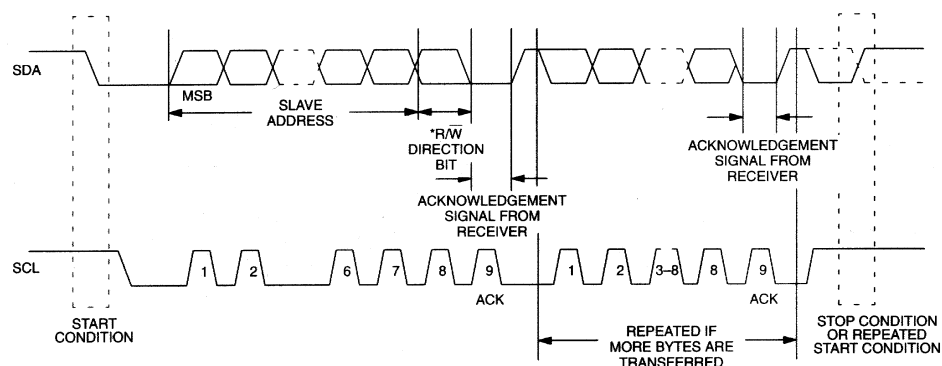 SDA
MSB
SLAVE
ADDRESS
*R/W̅
DIRECTION
BIT
ACKNOWLEDGEMENT
SIGNAL FROM
RECEIVER
ACKNOWLEDGEMENT
SIGNAL FROM
RECEIVER
SCL
1 2 6 7 8 9 1 2 3–8 8 9
ACK ACK
START
CONDITION
REPEATED IF
MORE BYTES ARE
TRANSFERRED
STOP CONDITION
OR REPEATED
START CONDITION